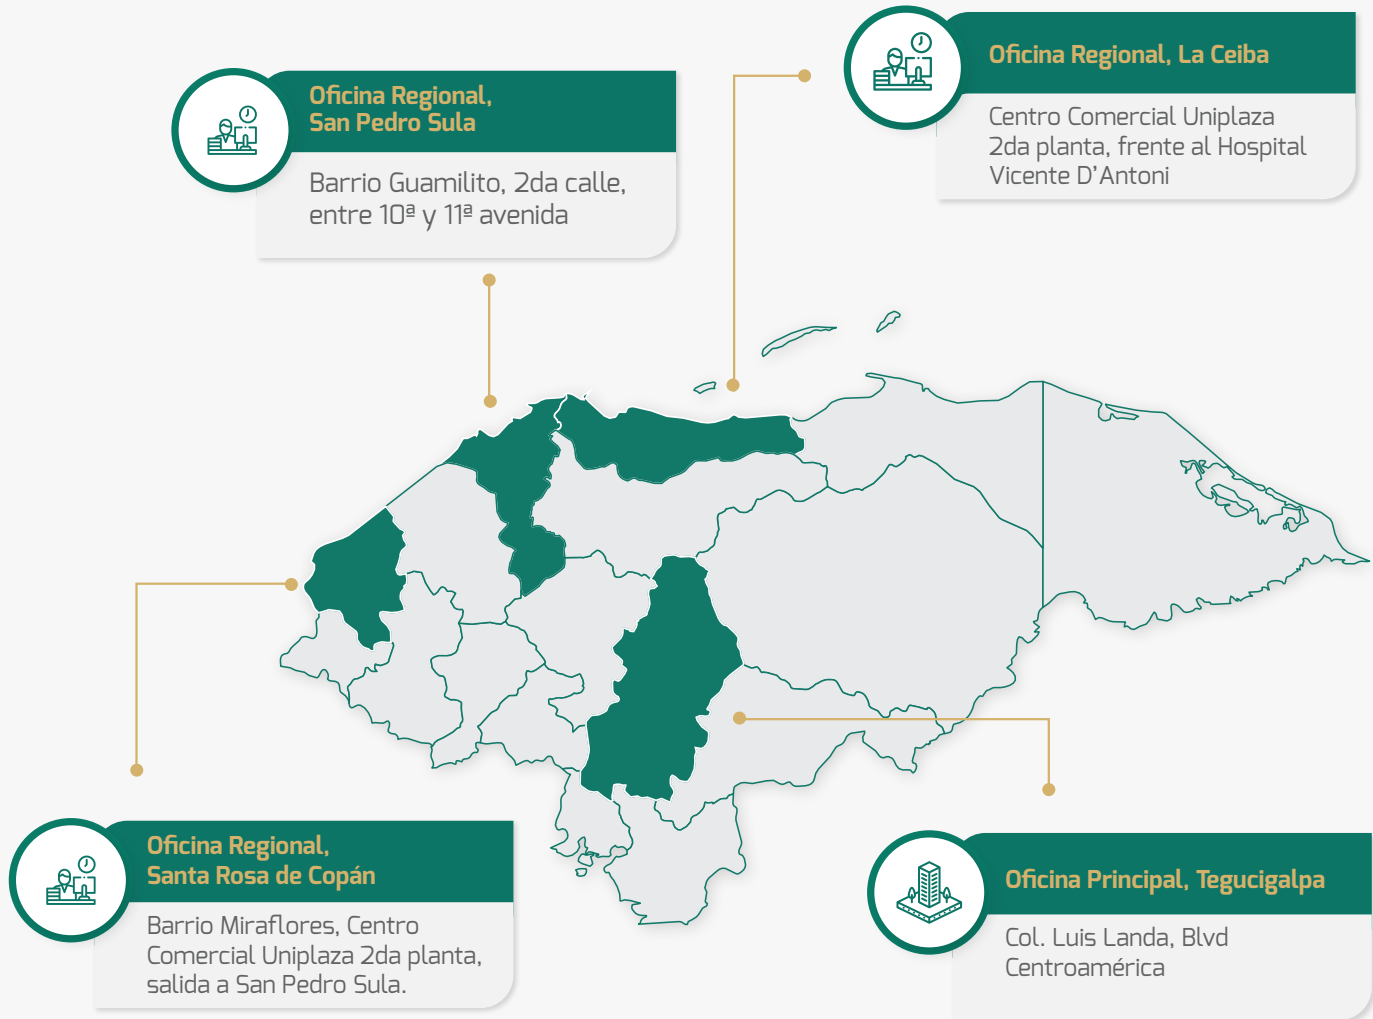 Oficina Regional,
San Pedro Sula
Barrio Guamilito, 2da calle,
entre 10ª y 11ª avenida
Oficina Regional, La Ceiba
Centro Comercial Uniplaza
2da planta, frente al Hospital
Vicente D’Antoni
Oficina Regional,
Santa Rosa de Copán
Barrio Miraflores, Centro
Comercial Uniplaza 2da planta,
salida a San Pedro Sula.
Oficina Principal, Tegucigalpa
Col. Luis Landa, Blvd
Centroamérica